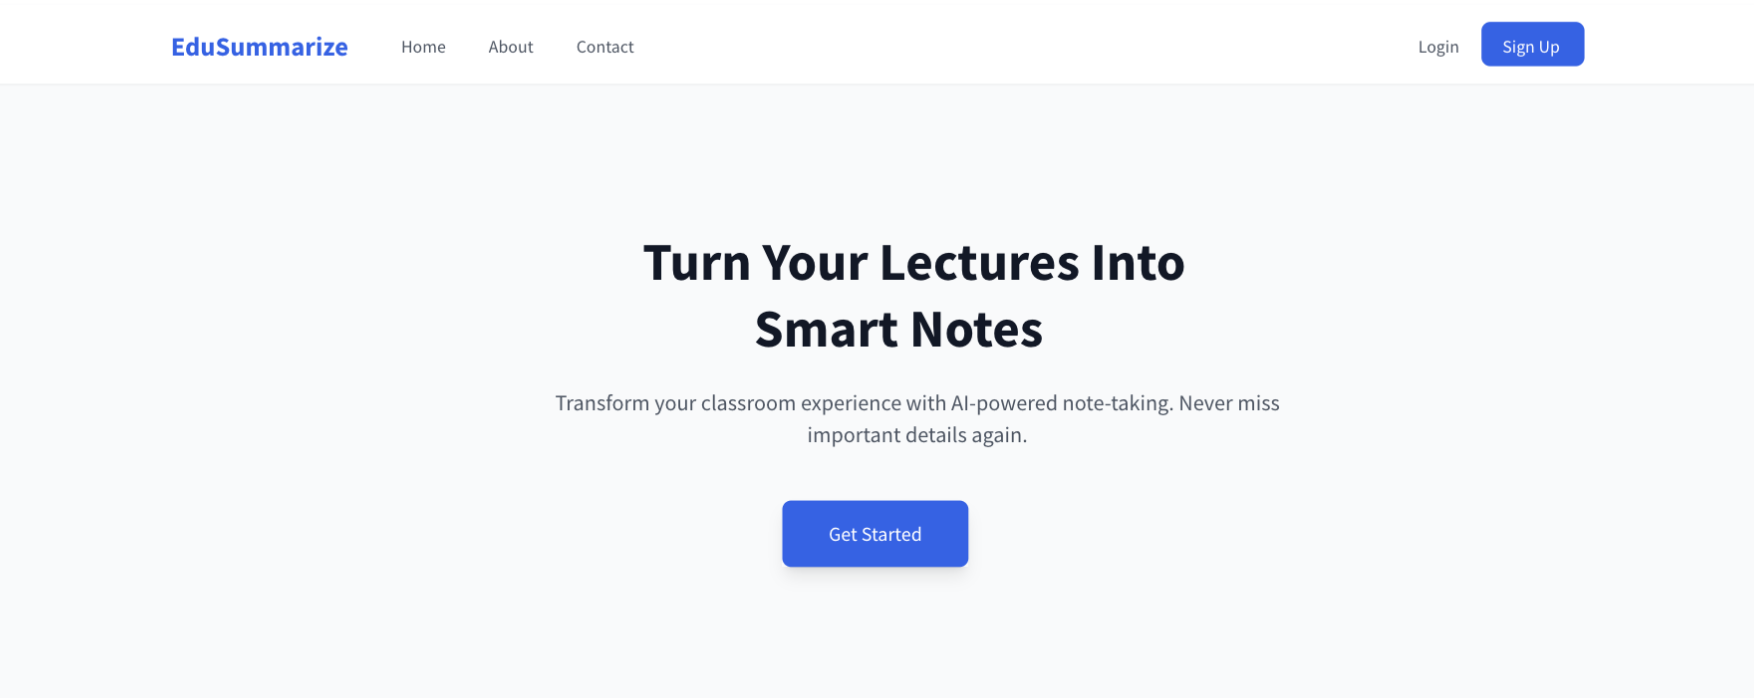 EduSummarize Home About Contact Login Sign Up
Turn Your Lectures Into
Smart Notes
Transform your classroom experience with AI-powered note-taking. Never miss
important details again.
Get Started